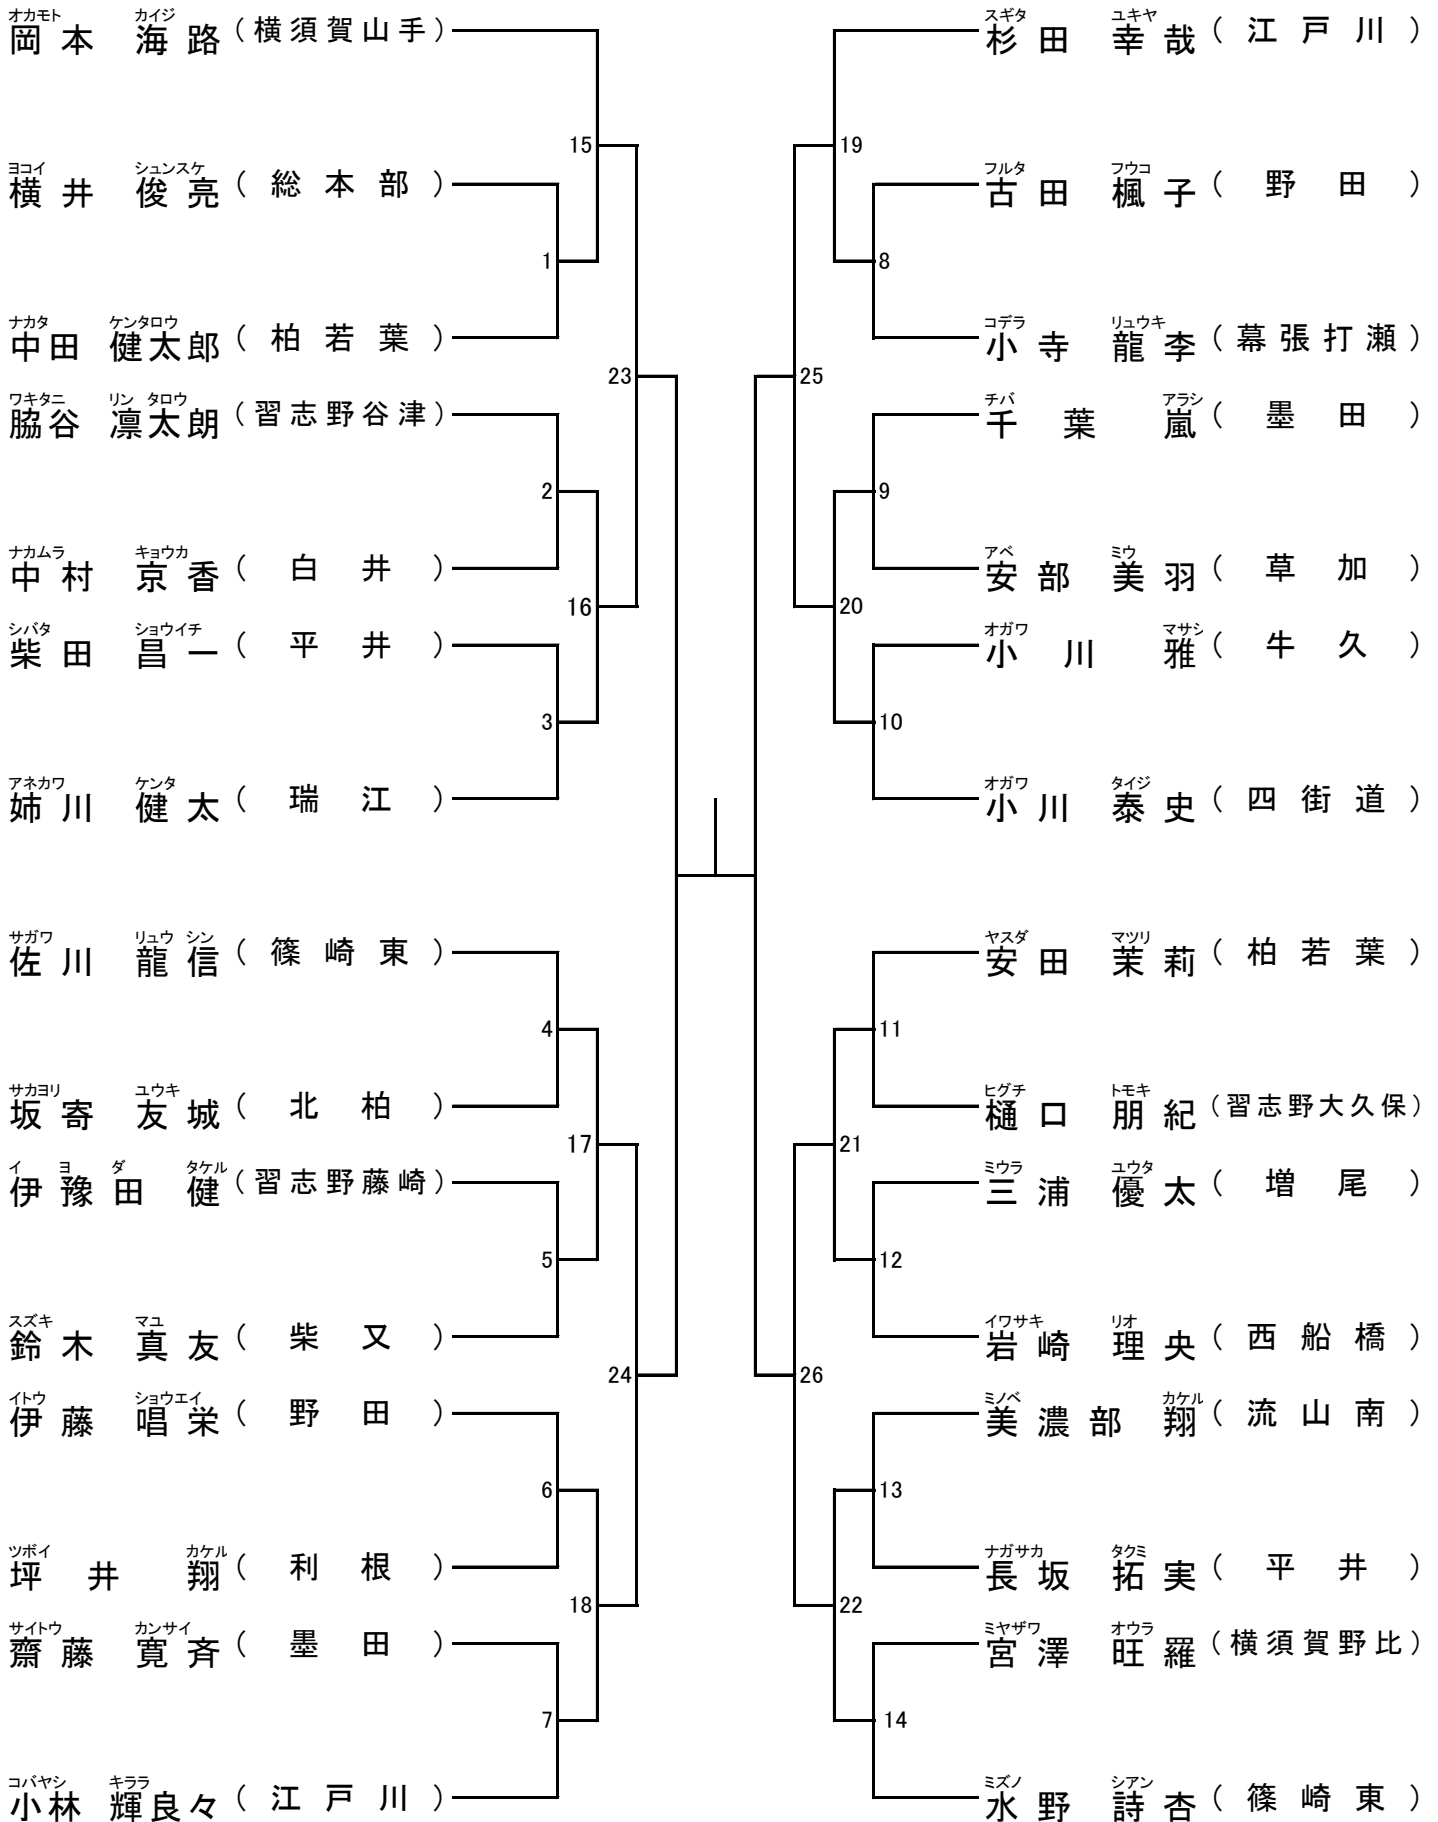 オカモト カイジ
岡本 海路 (横須賀山手)
15
ヨコイ シュンスケ
横井 俊亮 (総本部)
1
ナカタ ケンタロウ
中田 健太郎 (柏若葉)
23
ワキタニ リン タロウ
脇谷 凛太朗 (習志野谷津)
2
ナカムラ キョウカ
中村 京香 (白井)
16
シバタ ショウイチ
柴田 昌一 (平井)
3
アネカワ ケンタ
姉川 健太 (瑞江)
サガワ リュウ シン
佐川 龍信 (篠崎東)
4
サカヨリ ユウキ
坂寄 友城 (北柏)
17
イ ヨ ダ タケル
伊豫田 健 (習志野藤崎)
5
スズキ マユ
鈴木 真友 (柴又)
24
イトウ ショウエイ
伊藤 唱栄 (野田)
6
ツボイ カケル
坪井 翔 (利根)
18
サイトウ カンサイ
齋藤 寛斉 (墨田)
7
コバヤシ キララ
小林 輝良々 (江戸川)
スギタ ユキヤ
杉田 幸哉 (江戸川)
19
フルタ フウコ
古田 楓子 (野田)
8
コデラ リュウキ
小寺 龍李 (幕張打瀬)
25
チバ アラシ
千葉 嵐 (墨田)
9
アベ ミウ
安部 美羽 (草加)
20
オガワ マサシ
小川 雅 (牛久)
10
オガワ タイジ
小川 泰史 (四街道)
ヤスダ マツリ
安田 茉莉 (柏若葉)
11
ヒグチ トモキ
樋口 朋紀 (習志野大久保)
21
ミウラ ユウタ
三浦 優太 (増尾)
12
イワサキ リオ
岩崎 理央 (西船橋)
26
ミノベ カケル
美濃部 翔 (流山南)
13
ナガサカ タクミ
長坂 拓実 (平井)
22
ミヤザワ オウラ
宮澤 旺羅 (横須賀野比)
14
ミズノ シアン
水野 詩杏 (篠崎東)